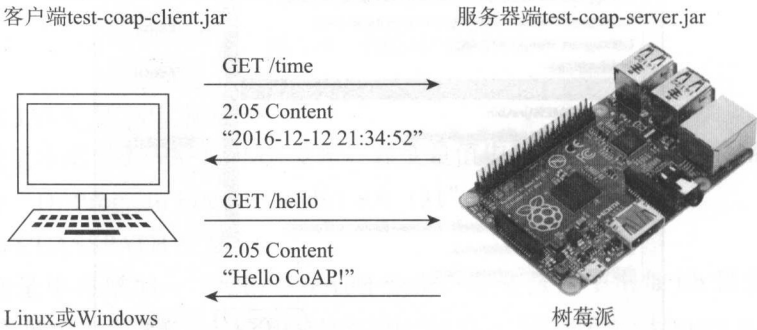 客户端test-coap-client.jar
服务器端test-coap-server.jar
GET /time
2.05 Content
“2016-12-12 21:34:52”
GET /hello
2.05 Content
“Hello CoAP!”
Linux或Windows
树莓派